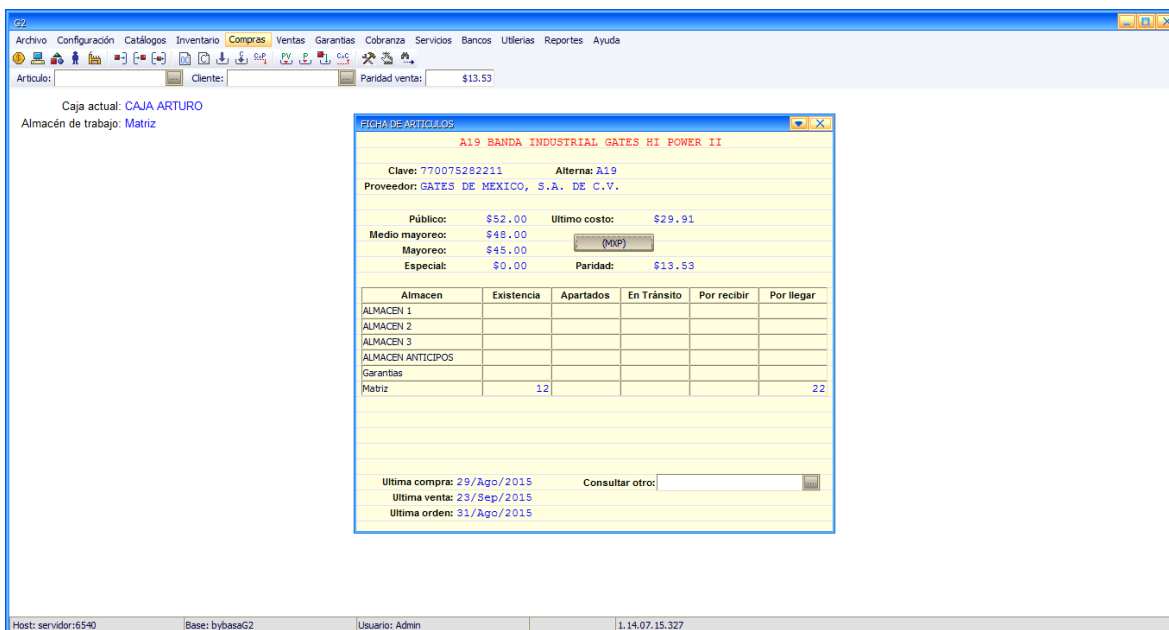 G2
Archivo Configuración Catálogos Inventario Compras Ventas Garantias Cobranza Servicios Bancos Utilerias Reportes Ayuda
PV
Articulo: ... Cliente: ... Paridad venta: $13.53
Caja actual: CAJA ARTURO
Almacén de trabajo: Matriz
FICHA DE ARTICULOS
A19 BANDA INDUSTRIAL GATES HI POWER II
Clave: 770075282211 Alterna: A19
Proveedor: GATES DE MEXICO, S.A. DE C.V.
Público: $52.00 Ultimo costo: $29.91
Medio mayoreo: $48.00
(MXP)
Mayoreo: $45.00
Especial: $0.00 Paridad: $13.53
Almacen Existencia Apartados En Tránsito Por recibir Por llegar
ALMACEN 1
ALMACEN 2
ALMACEN 3
ALMACEN ANTICIPOS
Garantias
Matriz 12 22
Ultima compra: 29/Ago/2015 Consultar otro: ...
Ultima venta: 23/Sep/2015
Ultima orden: 31/Ago/2015
Host: servidor:6540 Base: bybasaG2 Usuario: Admin 1.14.07.15.327